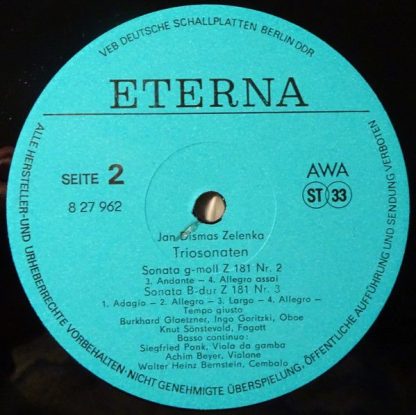 VEB DEUTSCHE SCHALLPLATTEN BERLIN DDR
ETERNA
SEITE 2
8 27 962
AWA
ST 33
Jan Dismas Zelenka
Triosonaten
Sonata g-moll Z 181 Nr. 2
3. Andante – 4. Allegro assai
Sonata B-dur Z 181 Nr. 3
1. Adagio – 2. Allegro – 3. Largo – 4. Allegro –
Tempo giusto
Burkhard Glaetzner, Ingo Goritzki, Oboe
Knut Sönstevold, Fagott
Basso continuo:
Siegfried Pank, Viola da gamba
Achim Beyer, Violone
Walter Heinz Bernstein, Cembalo
ALLE HERSTELLER- UND URHEBERRECHTE VORBEHALTEN · NICHT GENEHMIGTE ÜBERSPIELUNG, ÖFFENTLICHE AUFFÜHRUNG UND SENDUNG VERBOTEN